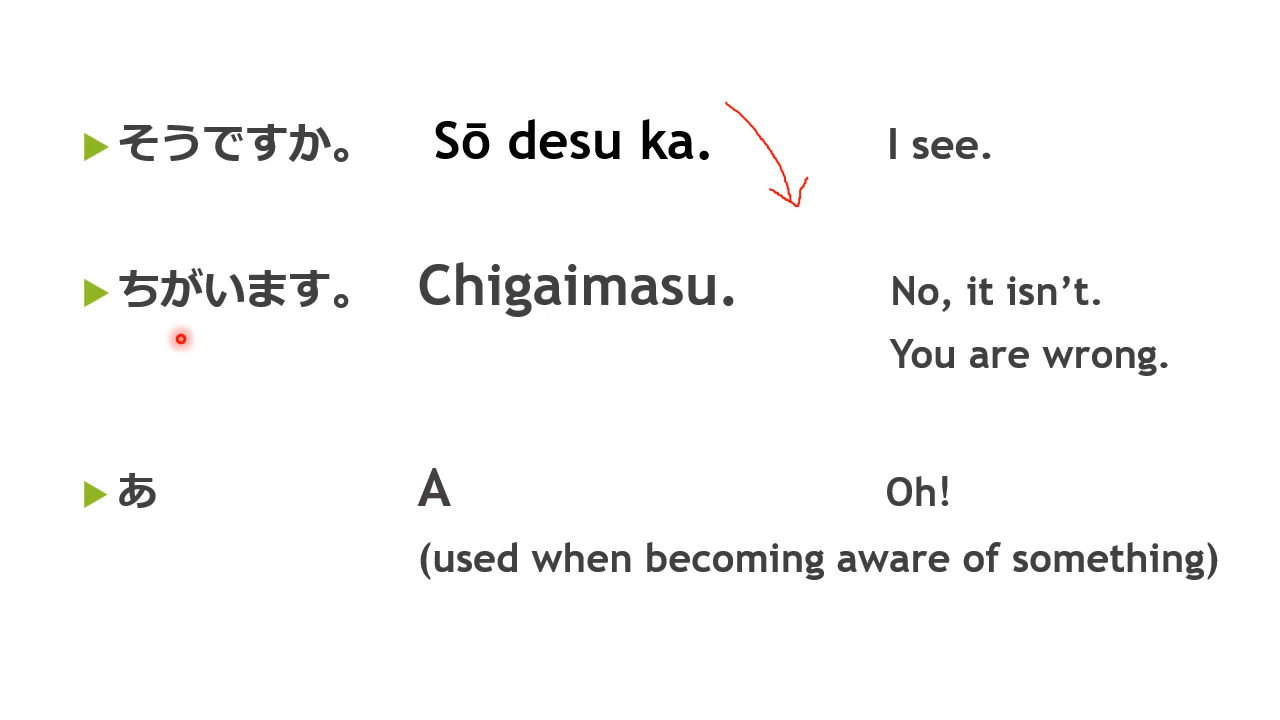 そうですか。 Sō desu ka. I see.
ちがいます。 Chigaimasu. No, it isn't.
You are wrong.
あ A Oh!
(used when becoming aware of something)